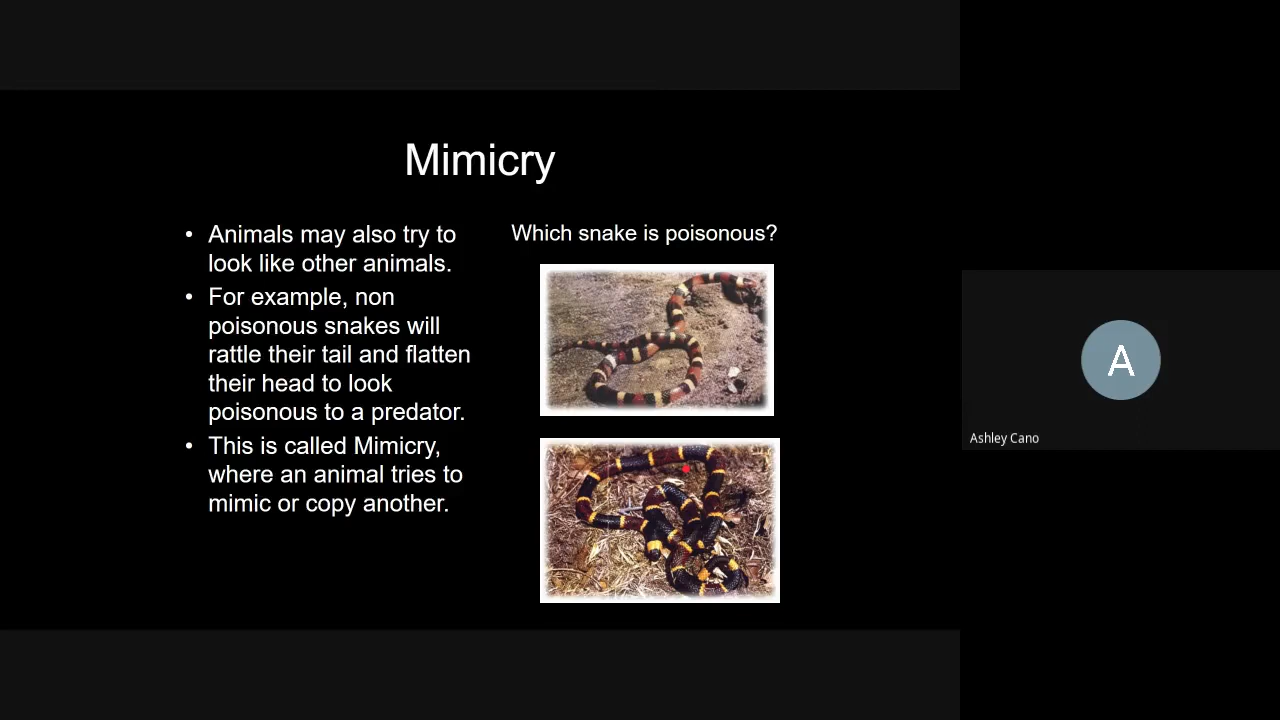 Mimicry
• Animals may also try to
look like other animals.
• For example, non
poisonous snakes will
rattle their tail and flatten
their head to look
poisonous to a predator.
• This is called Mimicry,
where an animal tries to
mimic or copy another.
Which snake is poisonous?
A
Ashley Cano